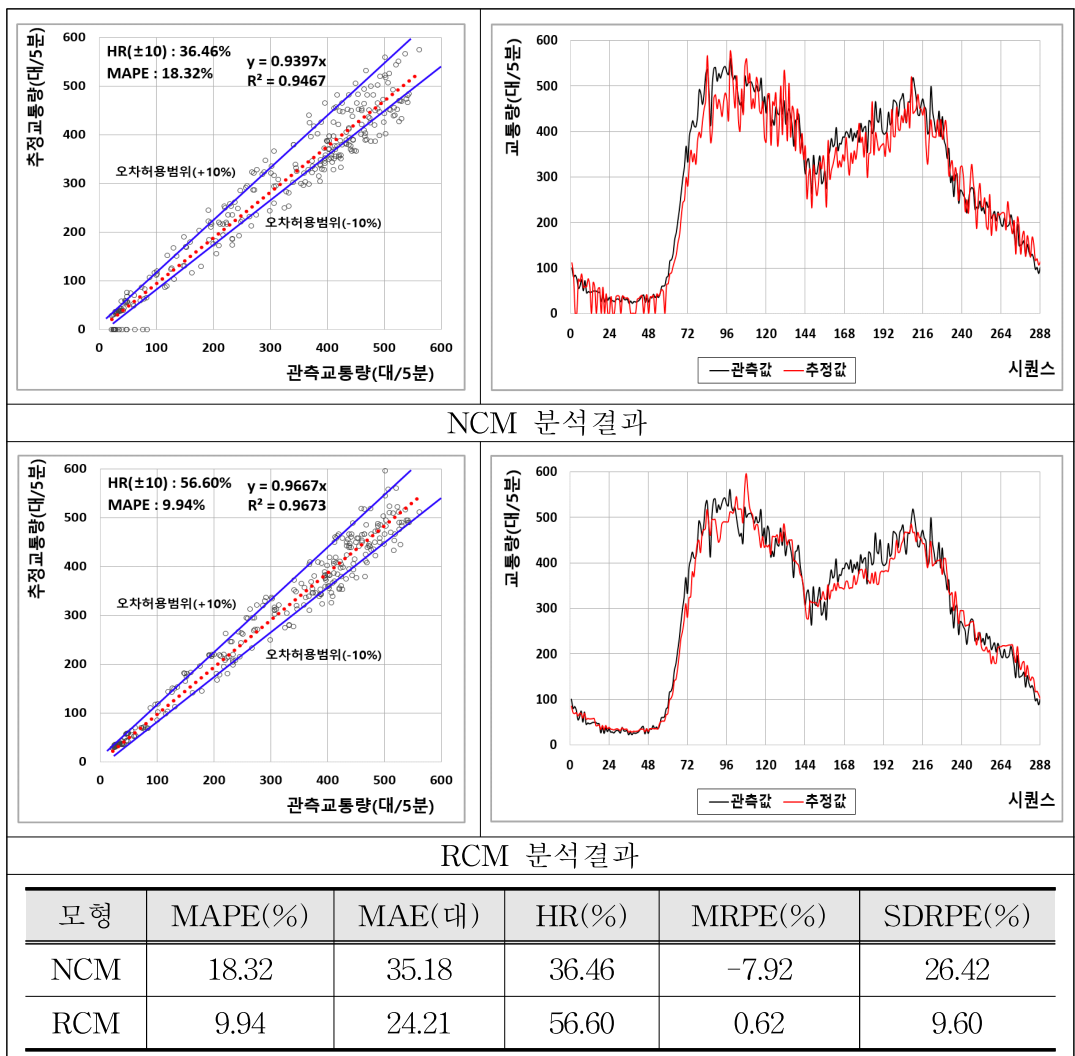 HR(±10) : 36.46%
MAPE : 18.32%
y = 0.9397x
R² = 0.9467
오차허용범위(+10%)
오차허용범위(-10%)
추정교통량(대/5분)
600
500
400
300
200
100
0
0 100 200 300 400 500 600
관측교통량(대/5분)
교통량(대/5분)
600
500
400
300
200
100
0
0 24 48 72 96 120 144 168 192 216 240 264 288
관측값 추정값
시퀀스
NCM 분석결과
HR(±10) : 56.60%
MAPE : 9.94%
y = 0.9667x
R² = 0.9673
오차허용범위(+10%)
오차허용범위(-10%)
추정교통량(대/5분)
600
500
400
300
200
100
0
0 100 200 300 400 500 600
관측교통량(대/5분)
교통량(대/5분)
600
500
400
300
200
100
0
0 24 48 72 96 120 144 168 192 216 240 264 288
관측값 추정값
시퀀스
RCM 분석결과
모형 MAPE(%) MAE(대) HR(%) MRPE(%) SDRPE(%)
NCM 18.32 35.18 36.46 -7.92 26.42
RCM 9.94 24.21 56.60 0.62 9.60